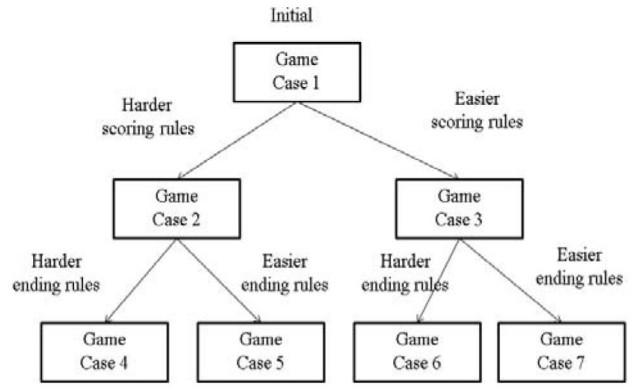 Initial
Game
Case 1
Harder
scoring rules
Easier
scoring rules
Game
Case 2
Game
Case 3
Harder
ending rules
Easier
ending rules
Harder
ending rules
Easier
ending rules
Game
Case 4
Game
Case 5
Game
Case 6
Game
Case 7